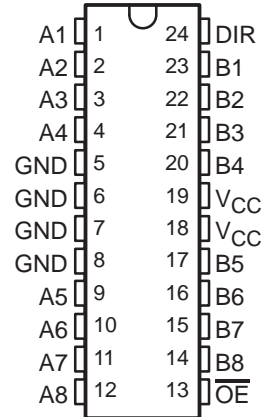 A1 1 24 DIR
A2 2 23 B1
A3 3 22 B2
A4 4 21 B3
GND 5 20 B4
GND 6 19 VCC
GND 7 18 VCC
GND 8 17 B5
A5 9 16 B6
A6 10 15 B7
A7 11 14 B8
A8 12 13 O̅E̅